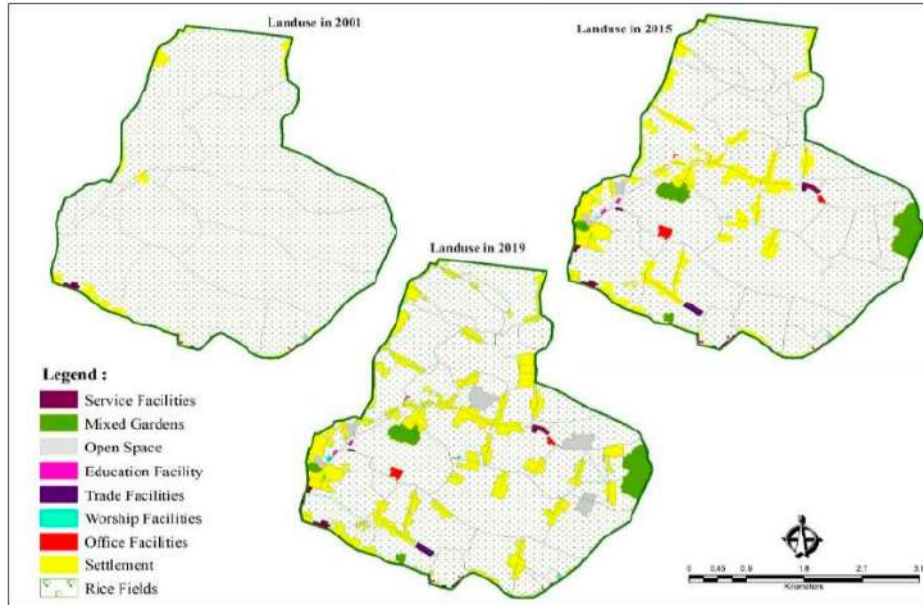 Landuse in 2001
Landuse in 2015
Landuse in 2019
Legend :
Service Facilities
Mixed Gardens
Open Space
Education Facility
Trade Facilities
Worship Facilities
Office Facilities
Settlement
Rice Fields
0 0.45 0.9 1.8 2.7
Kilometers